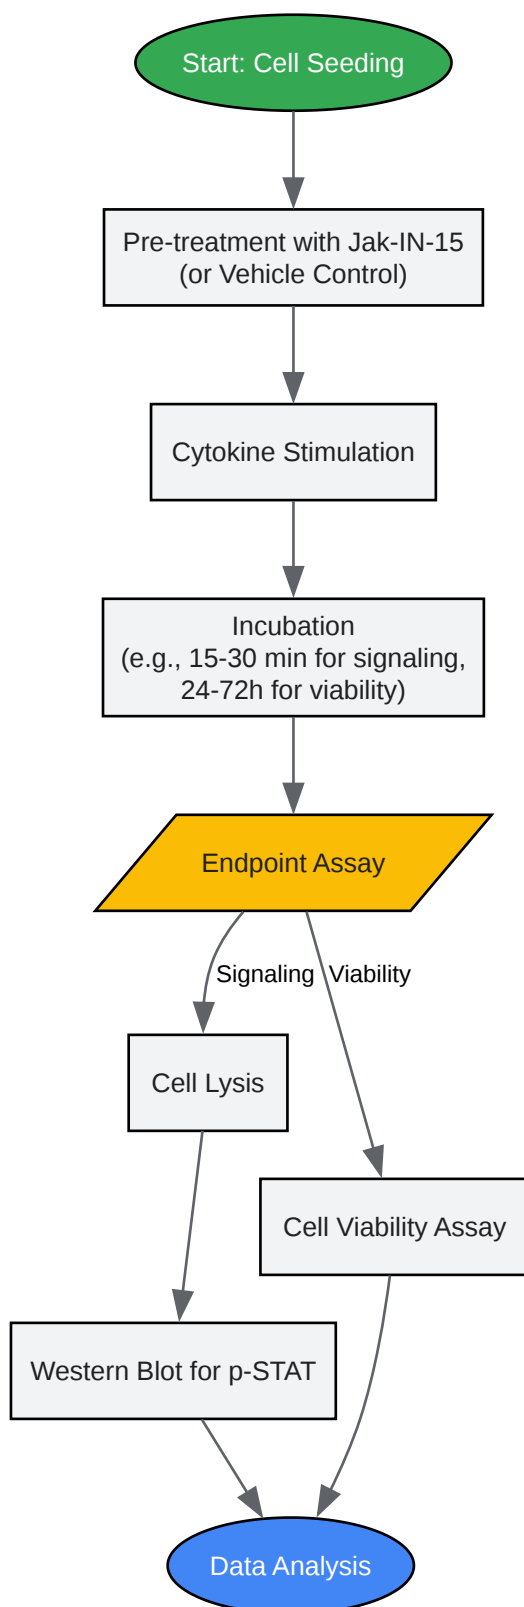 Start: Cell Seeding
Pre-treatment with Jak-IN-15
(or Vehicle Control)
Cytokine Stimulation
Incubation
(e.g., 15-30 min for signaling,
24-72h for viability)
Endpoint Assay
Signaling
Viability
Cell Lysis
Cell Viability Assay
Western Blot for p-STAT
Data Analysis